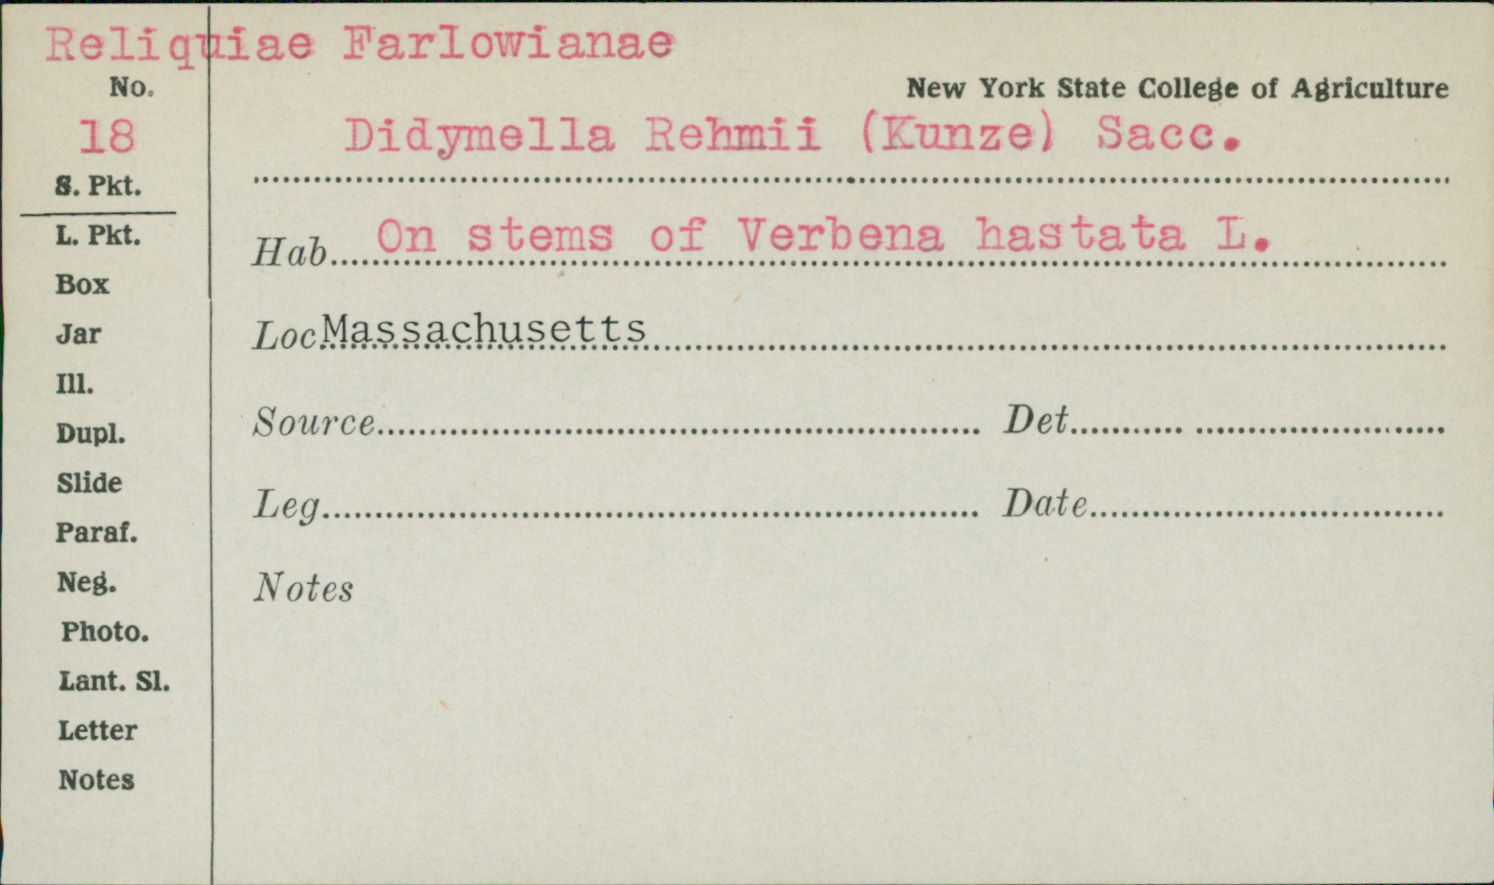 Reliquiae Farlowianae
No.
New York State College of Agriculture
18
Didymella Rehmii (Kunze) Sacc.
S. Pkt.
L. Pkt.
Hab. On stems of Verbena hastata L.
Box
Jar
Loc. Massachusetts
Ill.
Dupl.
Source Det.
Slide
Leg. Date
Paraf.
Neg.
Notes
Photo.
Lant. Sl.
Letter
Notes